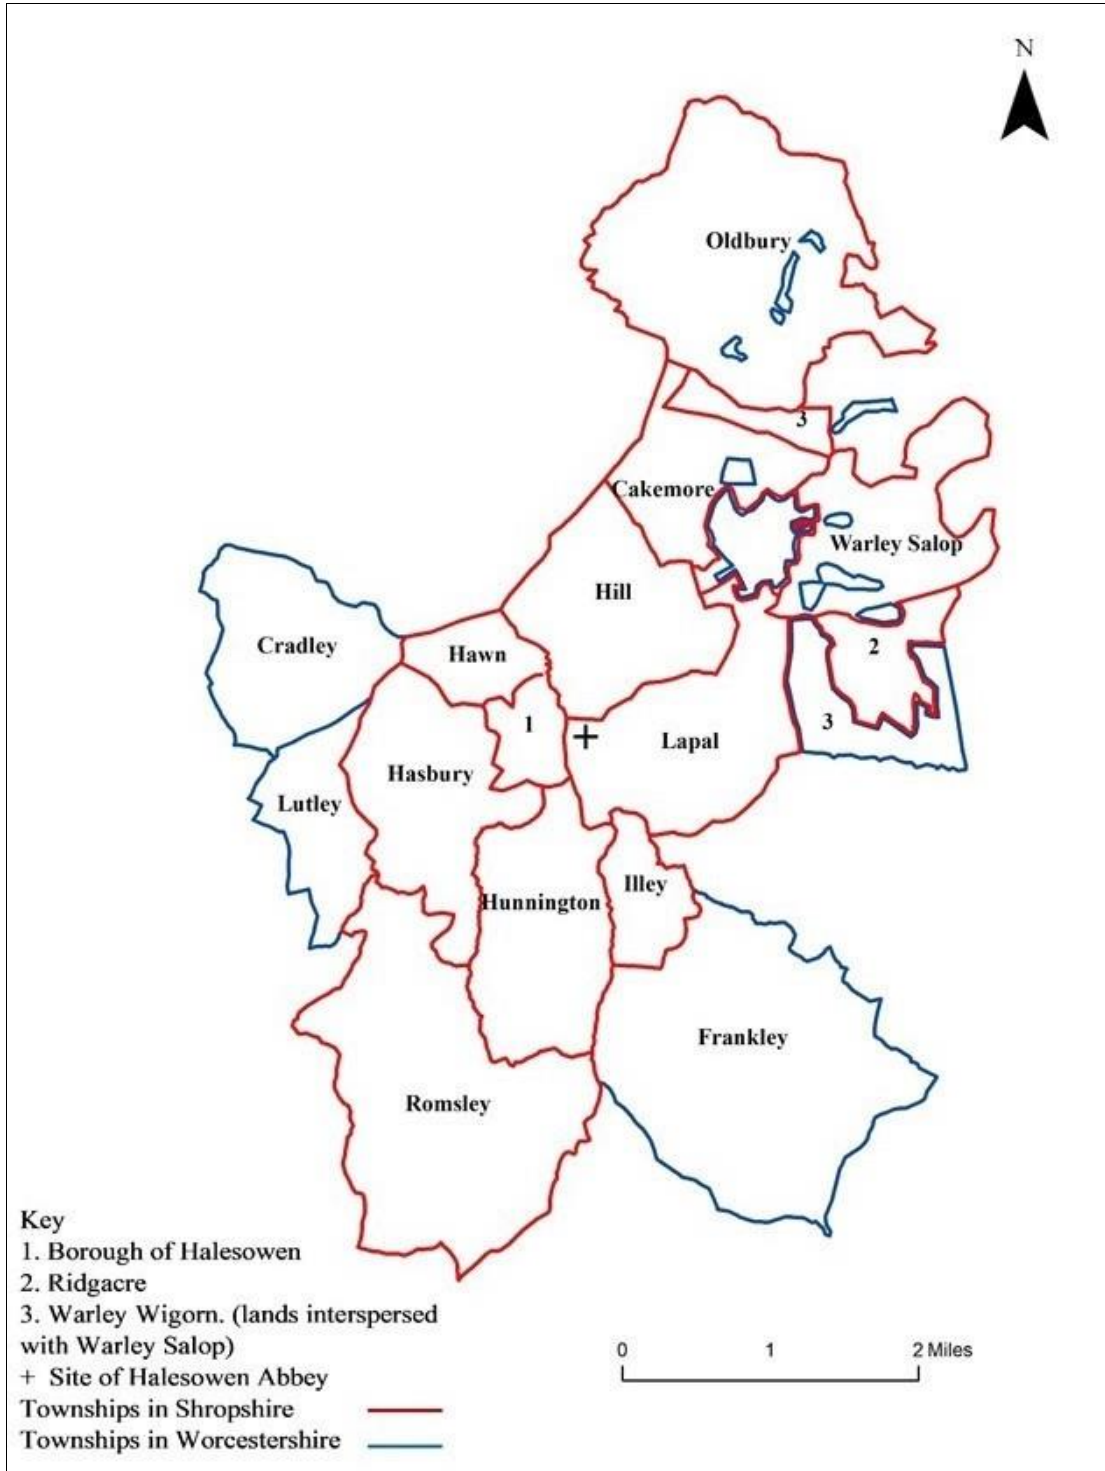 N
Oldbury
3
Cakemore
Warley Salop
Hill
Cradley
Hawn
2
1
3
Lapal
Hasbury
Lutley
Illey
Hunnington
Frankley
Romsley
Key
1. Borough of Halesowen
2. Ridgacre
3. Warley Wigorn. (lands interspersed
with Warley Salop)
+ Site of Halesowen Abbey
Townships in Shropshire
Townships in Worcestershire
0 1 2 Miles